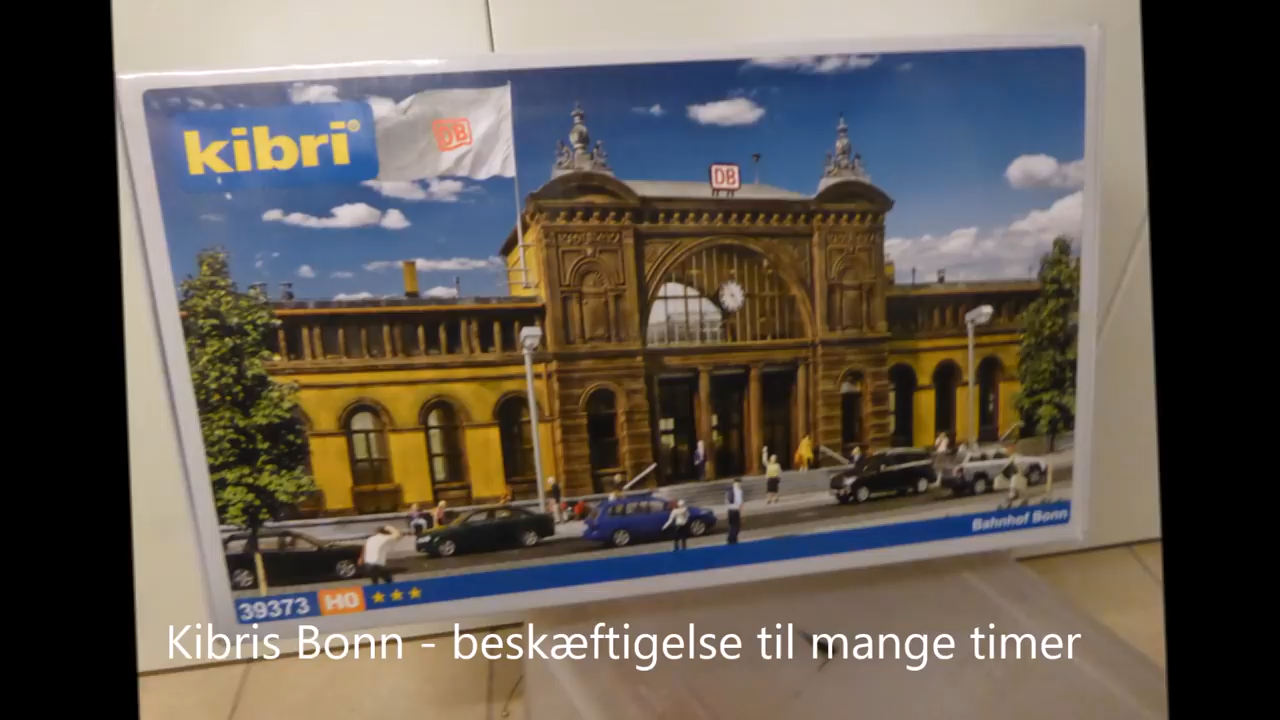 kibri®
DB
DB
Bahnhof Bonn
39373 H0
Kibris Bonn - beskæftigelse til mange timer